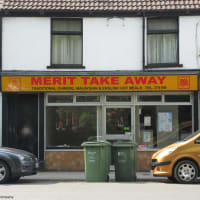 MERIT TAKE AWAY
TRADITIONAL CHINESE, MALAYSIAN & ENGLISH HOT MEALS